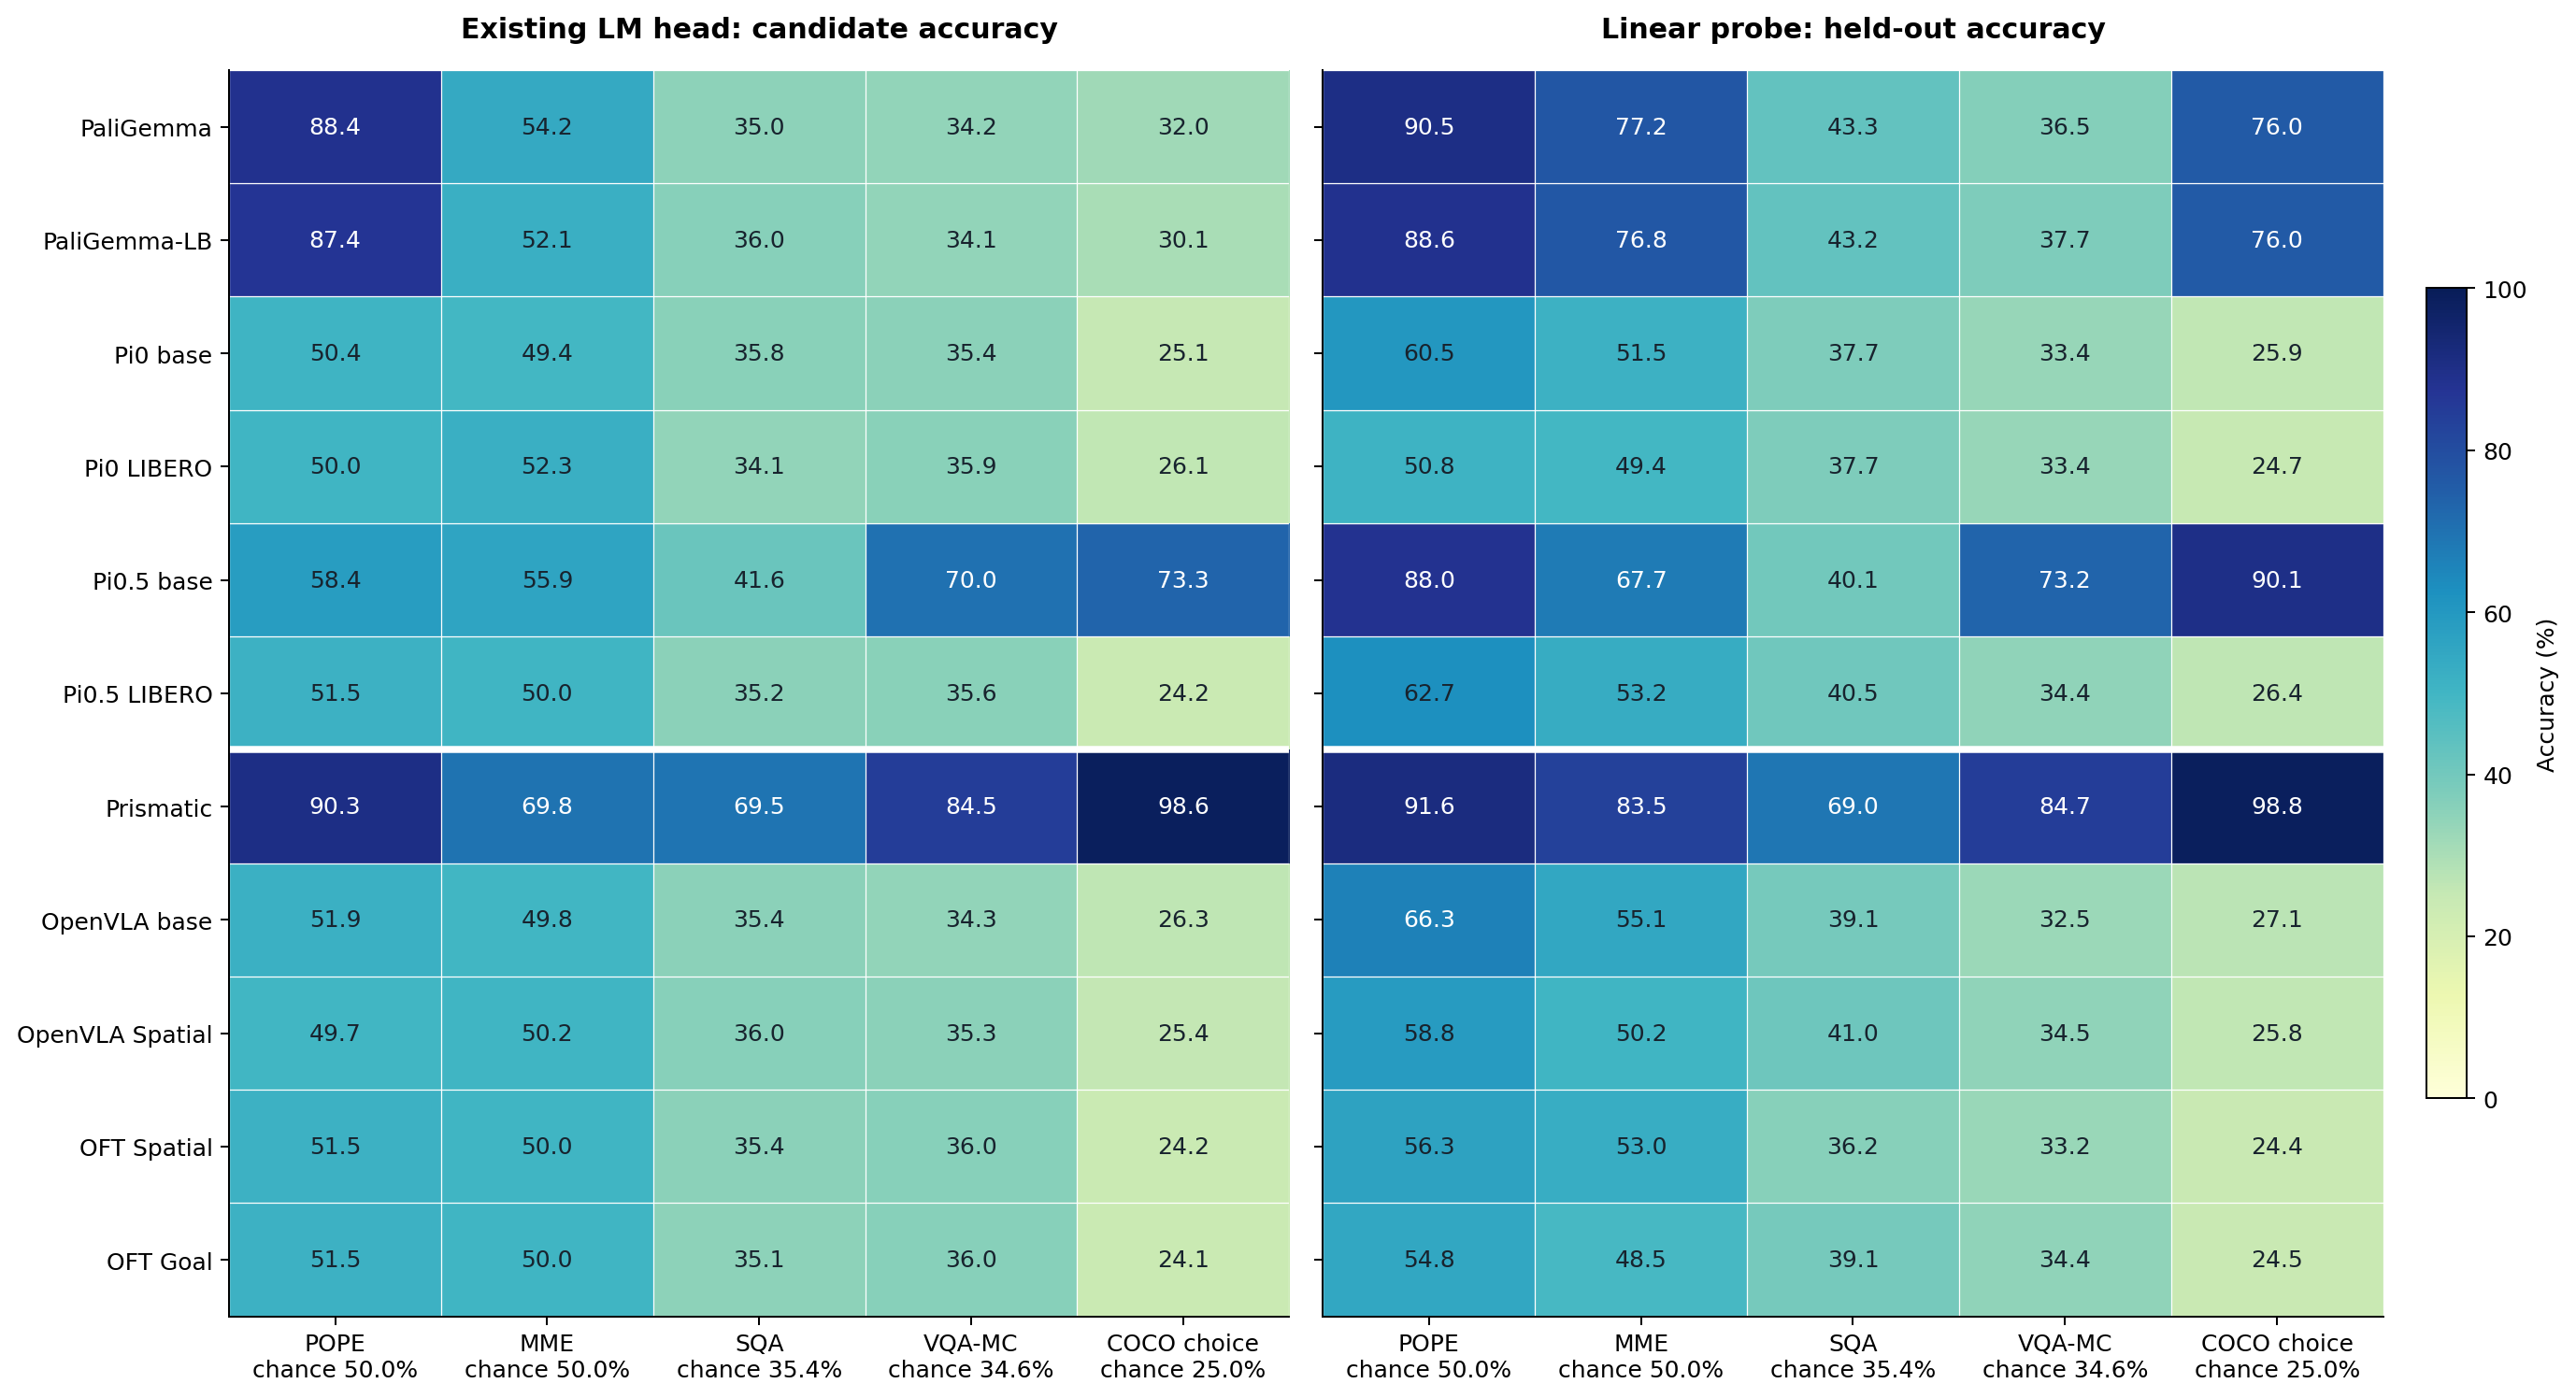 Existing LM head: candidate accuracy
Linear probe: held-out accuracy
PaliGemma 88.4 54.2 35.0 34.2 32.0 90.5 77.2 43.3 36.5 76.0
PaliGemma-LB 87.4 52.1 36.0 34.1 30.1 88.6 76.8 43.2 37.7 76.0
Pi0 base 50.4 49.4 35.8 35.4 25.1 60.5 51.5 37.7 33.4 25.9
Pi0 LIBERO 50.0 52.3 34.1 35.9 26.1 50.8 49.4 37.7 33.4 24.7
Pi0.5 base 58.4 55.9 41.6 70.0 73.3 88.0 67.7 40.1 73.2 90.1
Pi0.5 LIBERO 51.5 50.0 35.2 35.6 24.2 62.7 53.2 40.5 34.4 26.4
Prismatic 90.3 69.8 69.5 84.5 98.6 91.6 83.5 69.0 84.7 98.8
OpenVLA base 51.9 49.8 35.4 34.3 26.3 66.3 55.1 39.1 32.5 27.1
OpenVLA Spatial 49.7 50.2 36.0 35.3 25.4 58.8 50.2 41.0 34.5 25.8
OFT Spatial 51.5 50.0 35.4 36.0 24.2 56.3 53.0 36.2 33.2 24.4
OFT Goal 51.5 50.0 35.1 36.0 24.1 54.8 48.5 39.1 34.4 24.5
POPE MME SQA VQA-MC COCO choice POPE MME SQA VQA-MC COCO choice
chance 50.0% chance 50.0% chance 35.4% chance 34.6% chance 25.0% chance 50.0% chance 50.0% chance 35.4% chance 34.6% chance 25.0%
100
80
60
40
20
0
Accuracy (%)